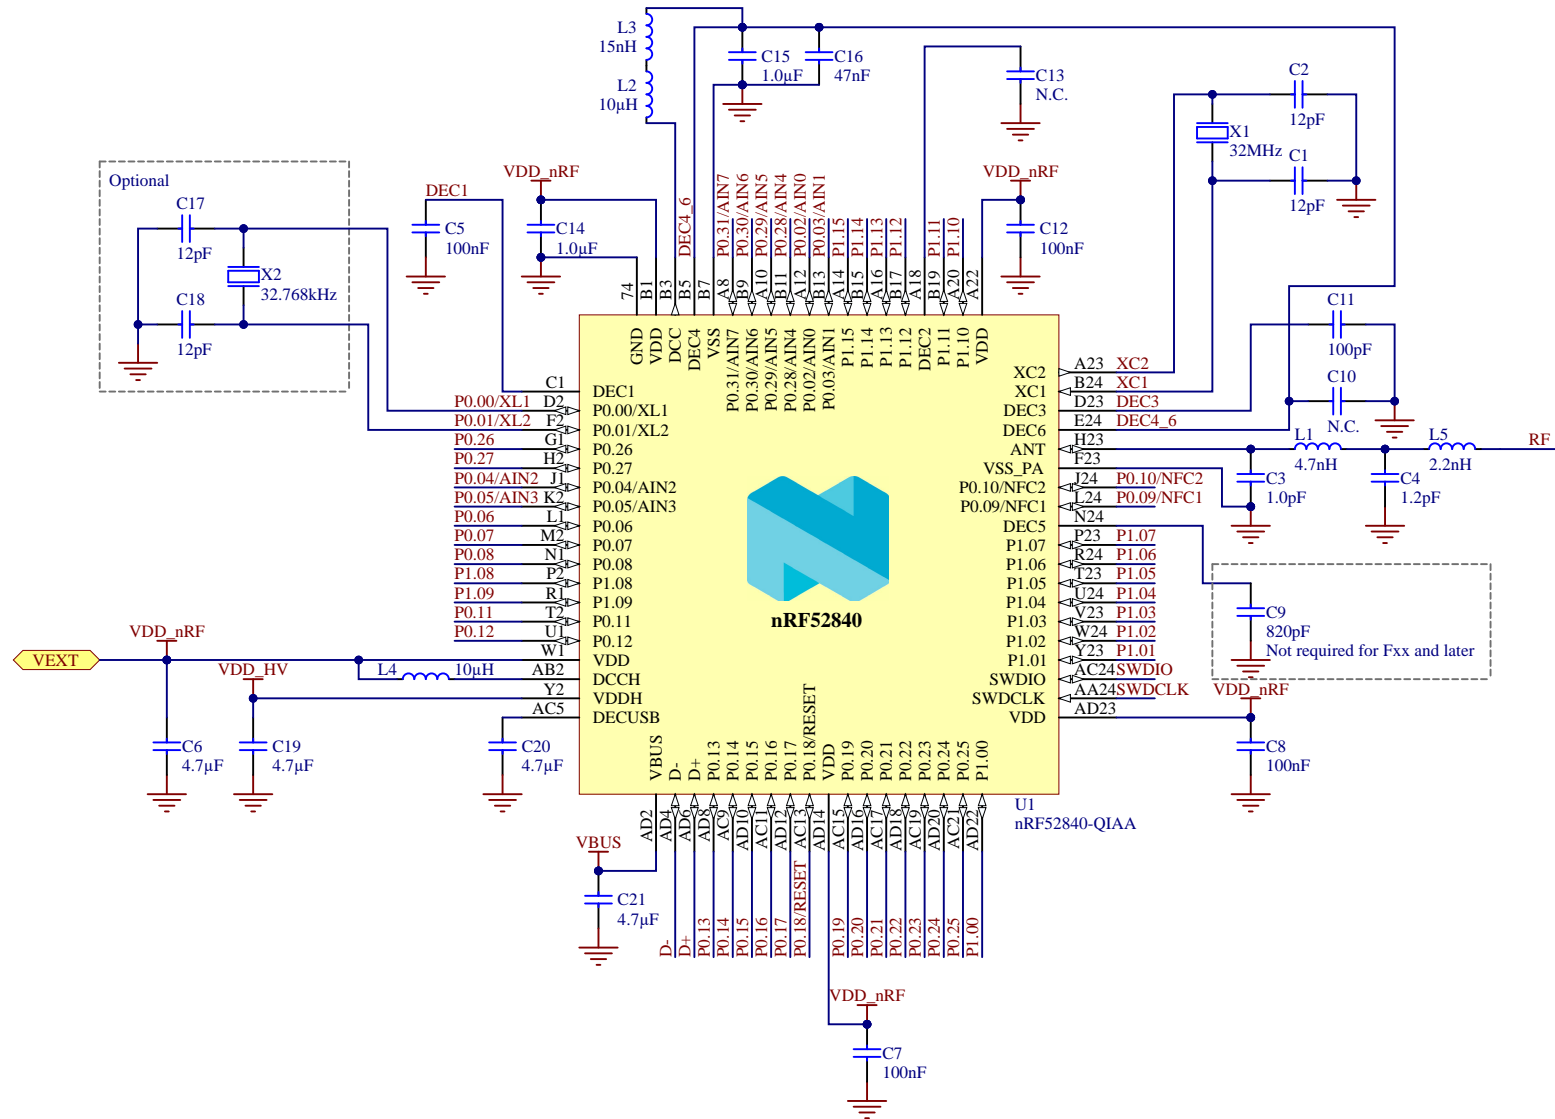 L3
15nH
L2
10µH
C15
1.0µF
C16
47nF
C13
N.C.
C2
12pF
X1
32MHz
C1
12pF
Optional
C17
12pF
X2
32.768kHz
C18
12pF
DEC1
C5
100nF
VDD_nRF
C14
1.0µF
DEC4_6
P0.31/AIN7
P0.30/AIN6
P0.29/AIN5
P0.28/AIN4
P0.02/AIN0
P0.03/AIN1
P1.15
P1.14
P1.13
P1.12
P1.11
P1.10
VDD_nRF
C12
100nF
74
B1
B3
B5
B7
A8
B9
A10
B11
A12
B13
A14
B15
A16
B17
A18
B19
A20
A22
GND
VDD
DCC
DEC4
VSS
P0.31/AIN7
P0.30/AIN6
P0.29/AIN5
P0.28/AIN4
P0.02/AIN0
P0.03/AIN1
P1.15
P1.14
P1.13
P1.12
DEC2
P1.11
P1.10
VDD
C11
100pF
C10
N.C.
C1 DEC1
P0.00/XL1 D2 P0.00/XL1
P0.01/XL2 F2 P0.01/XL2
P0.26 G1 P0.26
P0.27 H2 P0.27
P0.04/AIN2 J1 P0.04/AIN2
P0.05/AIN3 K2 P0.05/AIN3
P0.06 L1 P0.06
P0.07 M2 P0.07
P0.08 N1 P0.08
P1.08 P2 P1.08
P1.09 R1 P1.09
P0.11 T2 P0.11
P0.12 U1 P0.12
W1 VDD
AB2 DCCH
Y2 VDDH
AC5 DECUSB
XC2 A23 XC2
XC1 B24 XC1
DEC3 D23 DEC3
DEC6 E24 DEC4_6
ANT H23
VSS_PA F23
P0.10/NFC2 J24 P0.10/NFC2
P0.09/NFC1 L24 P0.09/NFC1
DEC5 N24
P1.07 P23 P1.07
P1.06 R24 P1.06
P1.05 T23 P1.05
P1.04 U24 P1.04
P1.03 V23 P1.03
P1.02 W24 P1.02
P1.01 Y23 P1.01
SWDIO AC24 SWDIO
SWDCLK AA24 SWDCLK
VDD AD23
L1
4.7nH
L5
2.2nH
RF
C3
1.0pF
C4
1.2pF
nRF52840
C9
820pF
Not required for Fxx and later
VDD_nRF
C8
100nF
VDD_nRF
VEXT
VDD_HV
L4
10µH
C6
4.7µF
C19
4.7µF
C20
4.7µF
VBUS
D-
D+
P0.13
P0.14
P0.15
P0.16
P0.17
P0.18/RESET
VDD
P0.19
P0.20
P0.21
P0.22
P0.23
P0.24
P0.25
P1.00
U1
nRF52840-QIAA
AD2
AD4
AD6
AD8
AC9
AD10
AC11
AD12
AC13
AD14
AC15
AD16
AC17
AD18
AC19
AD20
AC21
AD22
VBUS
C21
4.7µF
D-
D+
P0.13
P0.14
P0.15
P0.16
P0.17
P0.18/RESET
P0.19
P0.20
P0.21
P0.22
P0.23
P0.24
P0.25
P1.00
VDD_nRF
C7
100nF